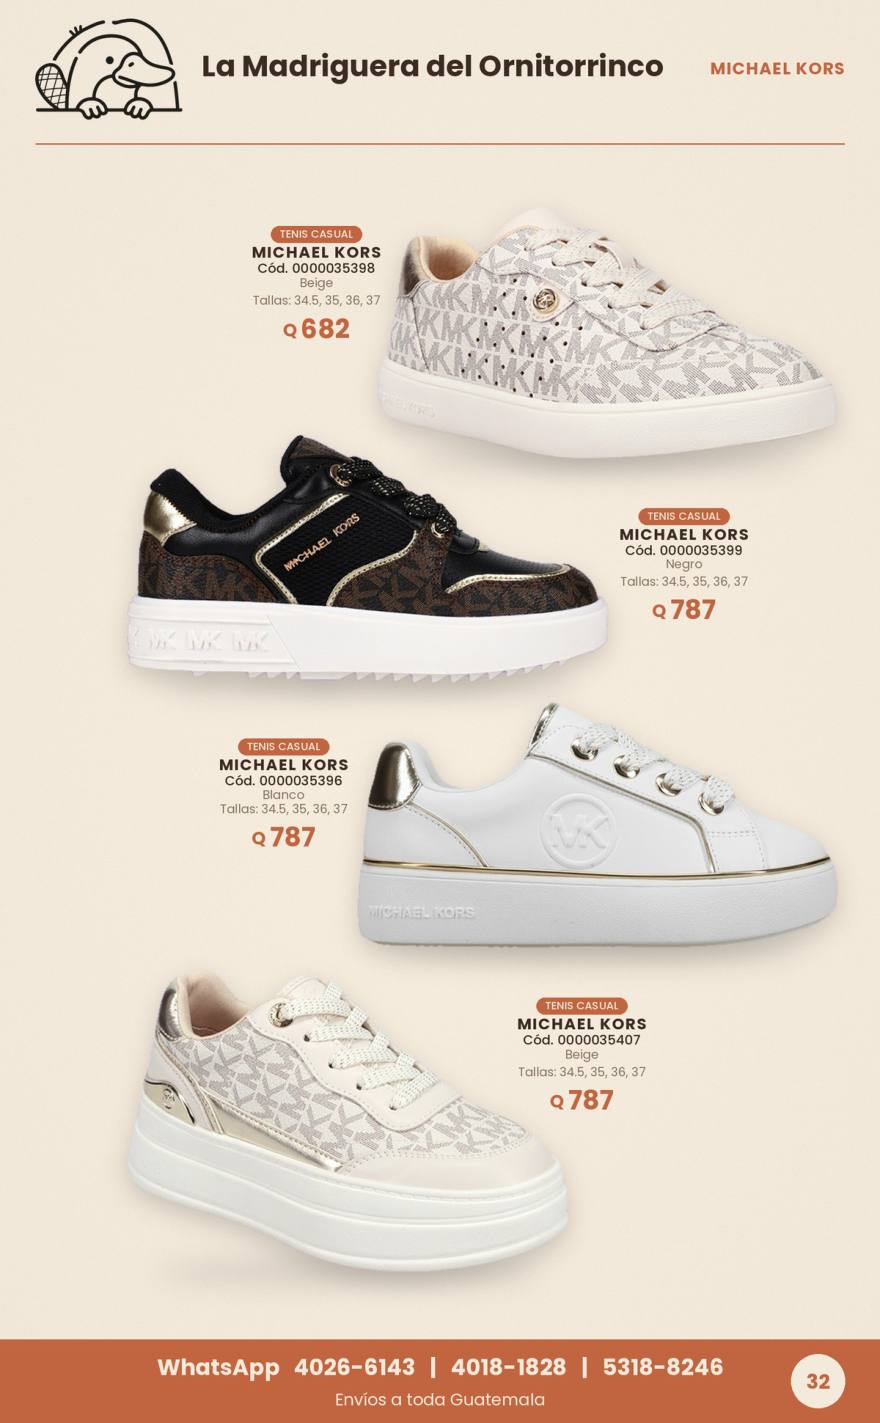 La Madriguera del Ornitorrinco
MICHAEL KORS
TENIS CASUAL
MICHAEL KORS
Cód. 0000035398
Beige
Tallas: 34.5, 35, 36, 37
Q 682
MICHAEL KORS
TENIS CASUAL
MICHAEL KORS
Cód. 0000035399
Negro
Tallas: 34.5, 35, 36, 37
Q 787
MK MK MK
TENIS CASUAL
MICHAEL KORS
Cód. 0000035396
Blanco
Tallas: 34.5, 35, 36, 37
Q 787
MK
MICHAEL KORS
TENIS CASUAL
MICHAEL KORS
Cód. 0000035407
Beige
Tallas: 34.5, 35, 36, 37
Q 787
WhatsApp 4026-6143 | 4018-1828 | 5318-8246
Envíos a toda Guatemala
32